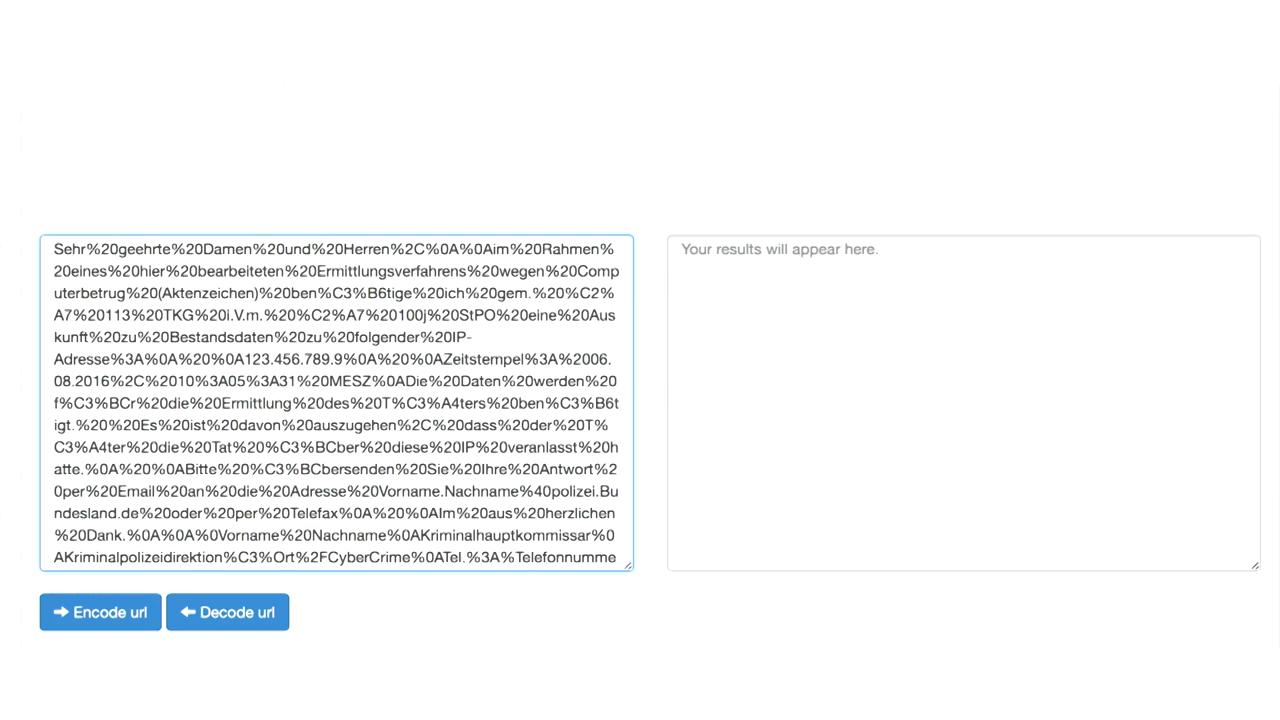 Sehr%20geehrte%20Damen%20und%20Herren%2C%0A%0Aim%20Rahmen%
20eines%20hier%20bearbeiteten%20Ermittlungsverfahrens%20wegen%20Comp
uterbetrug%20(Aktenzeichen)%20ben%C3%B6tige%20ich%20gem.%20%C2%
A7%20113%20TKG%20i.V.m.%20%C2%A7%20100j%20StPO%20eine%20Aus
kunft%20zu%20Bestandsdaten%20zu%20folgender%20IP-
Adresse%3A%0A%20%0A123.456.789.9%0A%20%0AZeitstempel%3A%2006.
08.2016%2C%2010%3A05%3A31%20MESZ%0ADie%20Daten%20werden%20
f%C3%BCr%20die%20Ermittlung%20des%20T%C3%A4ters%20ben%C3%B6t
igt.%20%20Es%20ist%20davon%20auszugehen%2C%20dass%20der%20T%
C3%A4ter%20die%20Tat%20%C3%BCber%20diese%20IP%20veranlasst%20h
atte.%0A%20%0ABitte%20%C3%BCbersenden%20Sie%20Ihre%20Antwort%2
0per%20Email%20an%20die%20Adresse%20Vorname.Nachname%40polizei.Bu
ndesland.de%20oder%20per%20Telefax%0A%20%0AIm%20aus%20herzlichen
%20Dank.%0A%0A%0Vorname%20Nachname%0AKriminalhauptkommissar%0
AKriminalpolizeidirektion%C3%Ort%2FCyberCrime%0ATel.%3A%Telefonnumme
Your results will appear here.
Encode url
Decode url